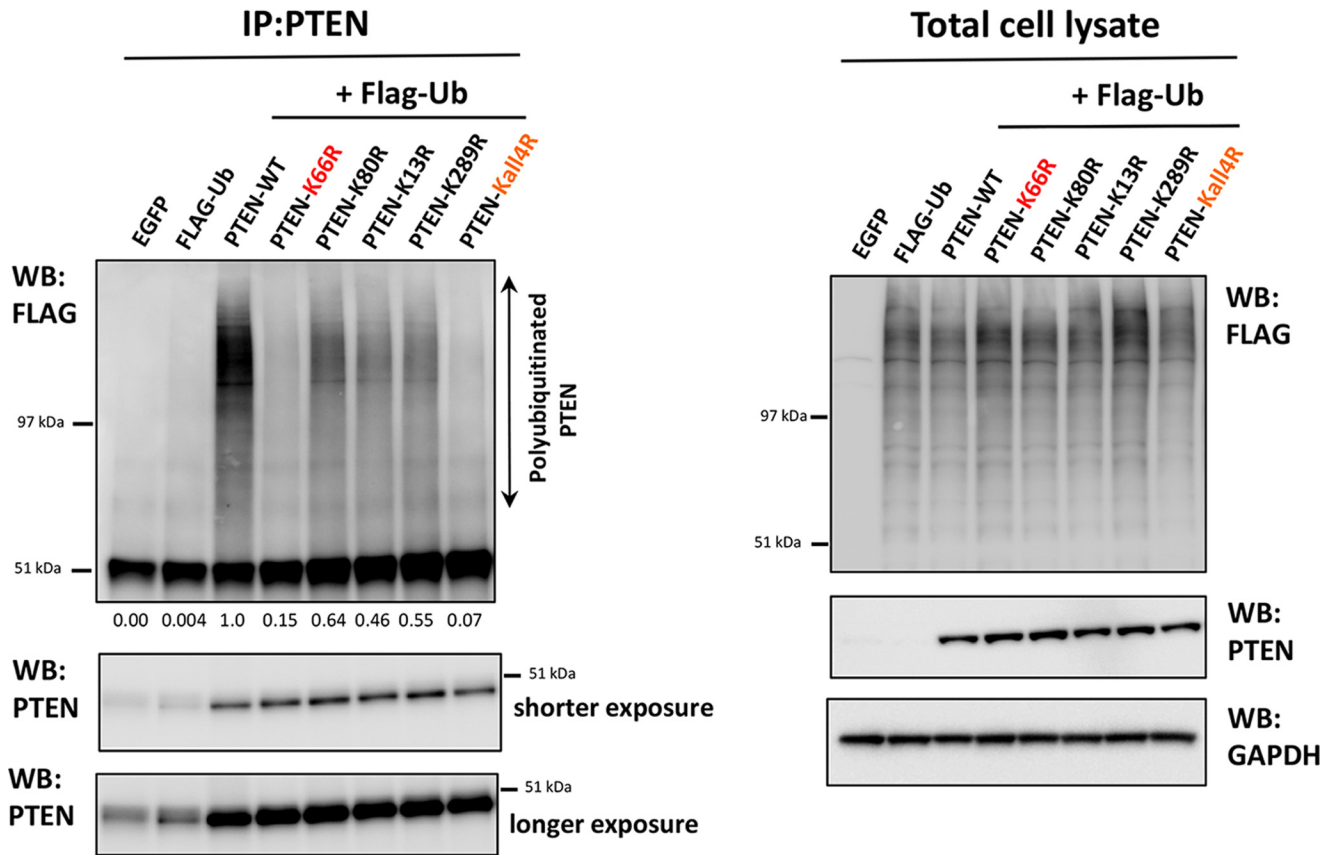 IP:PTEN
+ Flag-Ub
EGFP
FLAG-Ub
PTEN-WT
PTEN-K66R
PTEN-K80R
PTEN-K13R
PTEN-K289R
PTEN-Kall4R
WB:
FLAG
97 kDa
51 kDa
Polyubiquitinated
PTEN
0.00 0.004 1.0 0.15 0.64 0.46 0.55 0.07
WB:
PTEN
51 kDa
shorter exposure
WB:
PTEN
51 kDa
longer exposure
Total cell lysate
+ Flag-Ub
EGFP
FLAG-Ub
PTEN-WT
PTEN-K66R
PTEN-K80R
PTEN-K13R
PTEN-K289R
PTEN-Kall4R
WB:
FLAG
97 kDa
51 kDa
WB:
PTEN
WB:
GAPDH